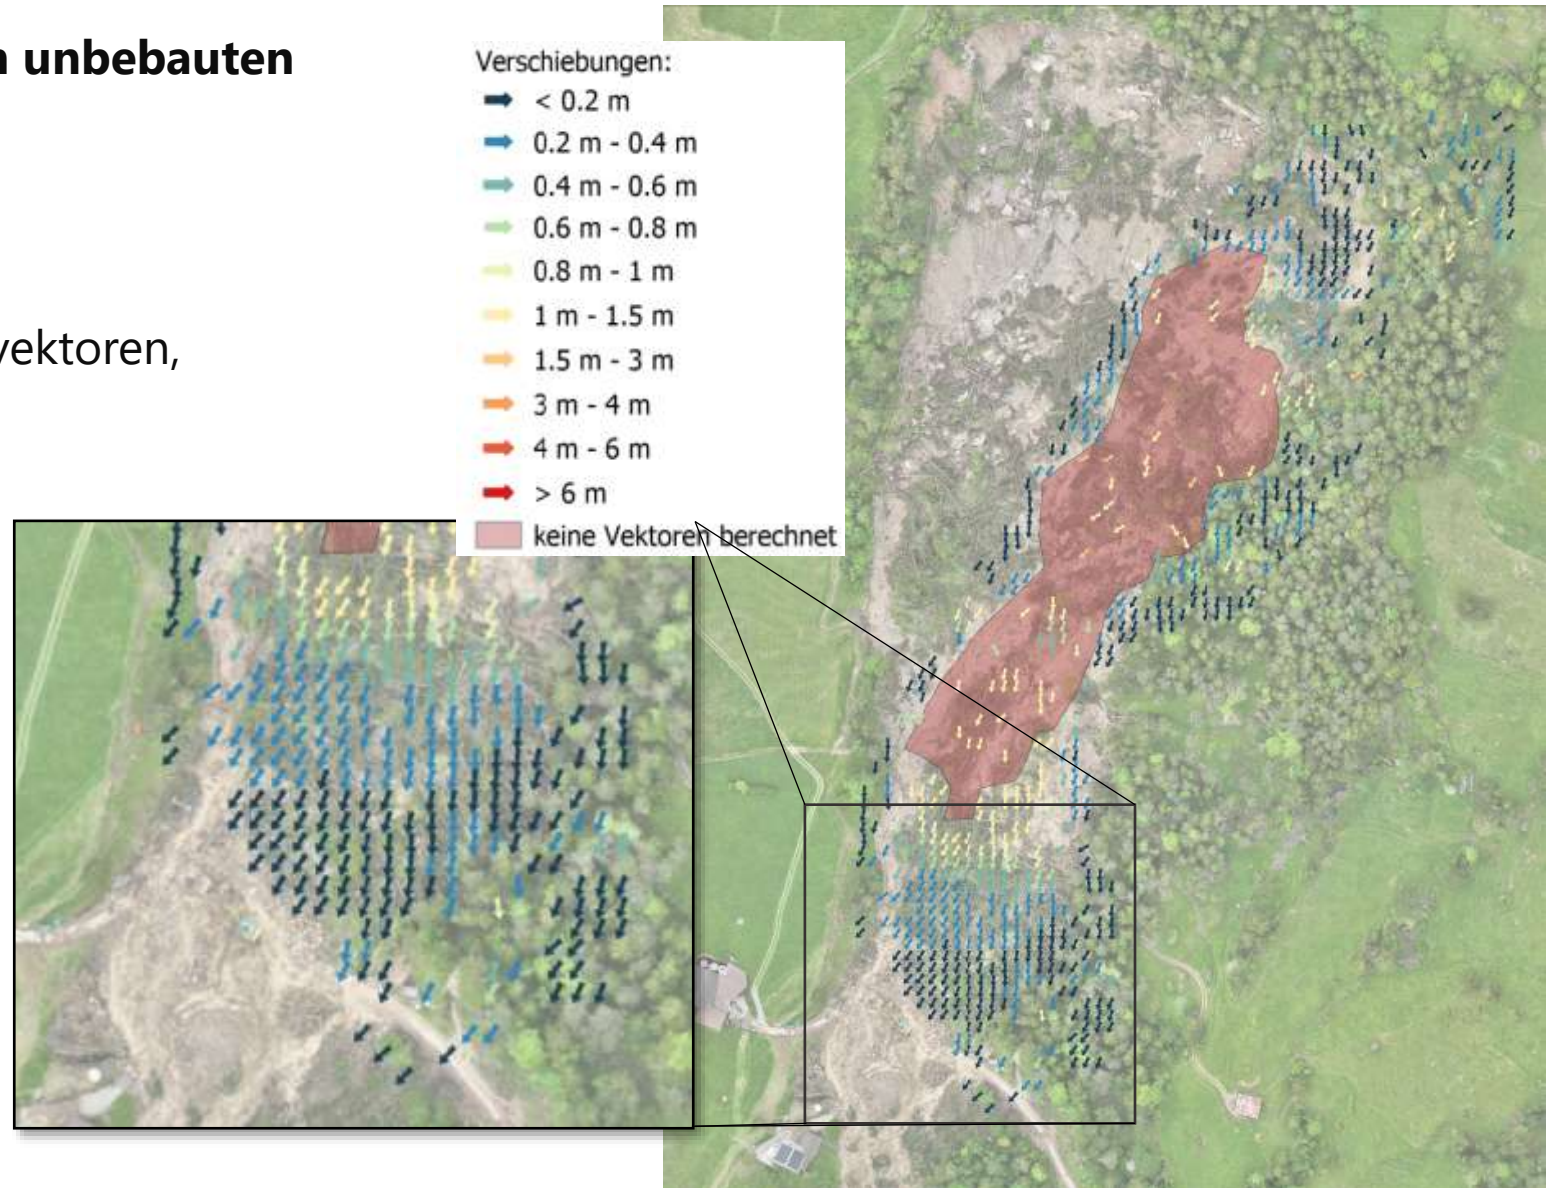 unbebauten
vektoren,
Verschiebungen:
< 0.2 m
0.2 m - 0.4 m
0.4 m - 0.6 m
0.6 m - 0.8 m
0.8 m - 1 m
1 m - 1.5 m
1.5 m - 3 m
3 m - 4 m
4 m - 6 m
> 6 m
keine Vektoren berechnet